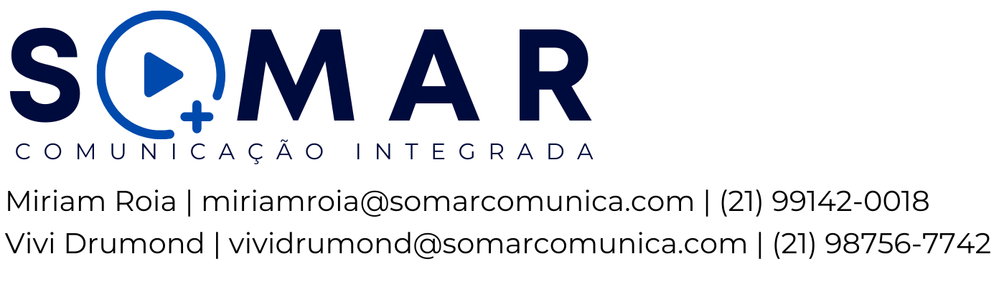 SOMAR
COMUNICAÇÃO INTEGRADA
Miriam Roia | miriamroia@somarcomunica.com | (21) 99142-0018
Vivi Drumond | vividrumond@somarcomunica.com | (21) 98756-7742